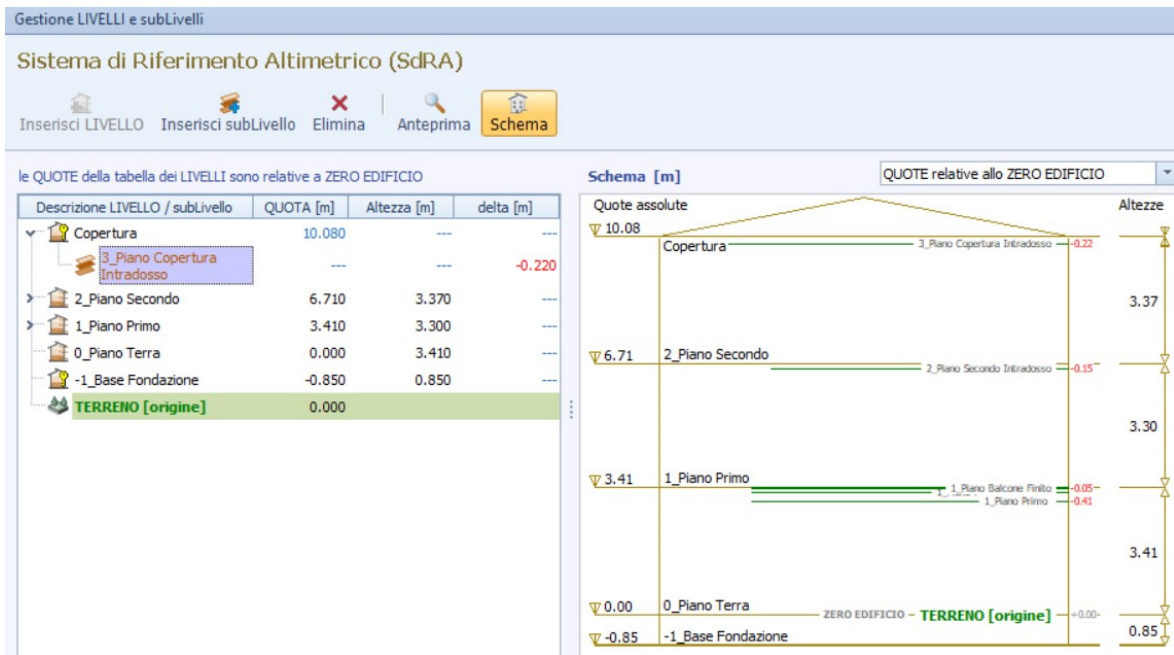 Gestione LIVELLI e subLivelli
Sistema di Riferimento Altimetrico (SdRA)
Inserisci LIVELLO Inserisci subLivello Elimina Anteprima Schema
le QUOTE della tabella dei LIVELLI sono relative a ZERO EDIFICIO
Descrizione LIVELLO / subLivello QUOTA [m] Altezza [m] delta [m]
Copertura 10.080 --- ---
3_Piano Copertura
Intradosso --- --- -0.220
2_Piano Secondo 6.710 3.370 ---
1_Piano Primo 3.410 3.300 ---
0_Piano Terra 0.000 3.410 ---
-1_Base Fondazione -0.850 0.850 ---
TERRENO [origine] 0.000
Schema [m] QUOTE relative allo ZERO EDIFICIO
Quote assolute Altezze
10.08
Copertura 3_Piano Copertura Intradosso -0.22
3.37
6.71 2_Piano Secondo
2_Piano Secondo Intradosso -0.15
3.30
3.41 1_Piano Primo
1_Piano Balcone Finito -0.05
1_Piano Primo -0.41
3.41
0.00 0_Piano Terra ZERO EDIFICIO TERRENO [origine] +0.00
-0.85 -1_Base Fondazione 0.85